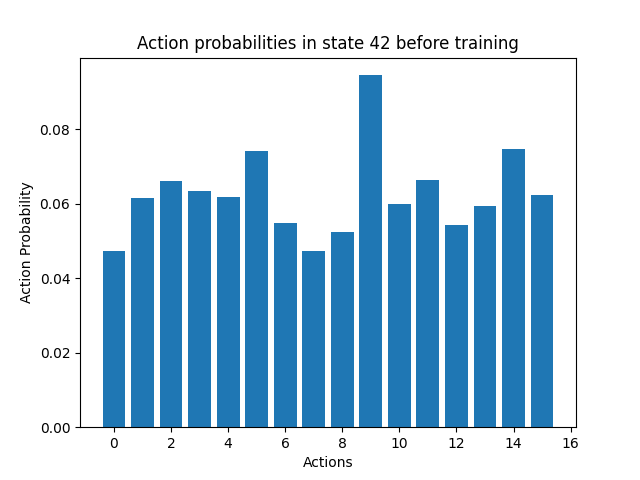 Action probabilities in state 42 before training
Action Probability
0.08
0.06
0.04
0.02
0.00
0 2 4 6 8 10 12 14 16
Actions